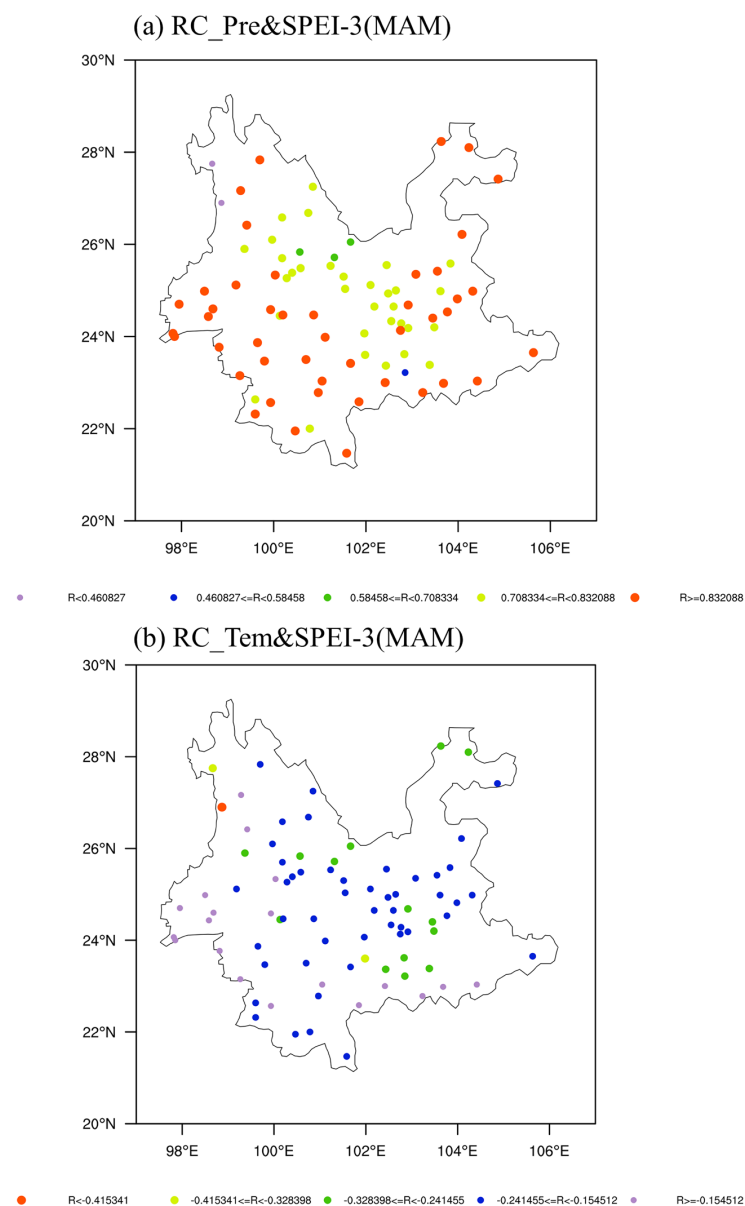 (a) RC_Pre&SPEI-3(MAM)
30°N
28°N
26°N
24°N
22°N
20°N
98°E 100°E 102°E 104°E 106°E
R<0.460827 0.460827<=R<0.58458 0.58458<=R<0.708334 0.708334<=R<0.832088 R>=0.832088
(b) RC_Tem&SPEI-3(MAM)
30°N
28°N
26°N
24°N
22°N
20°N
98°E 100°E 102°E 104°E 106°E
R<-0.415341 -0.415341<=R<-0.328398 -0.328398<=R<-0.241455 -0.241455<=R<-0.154512 R>=-0.154512